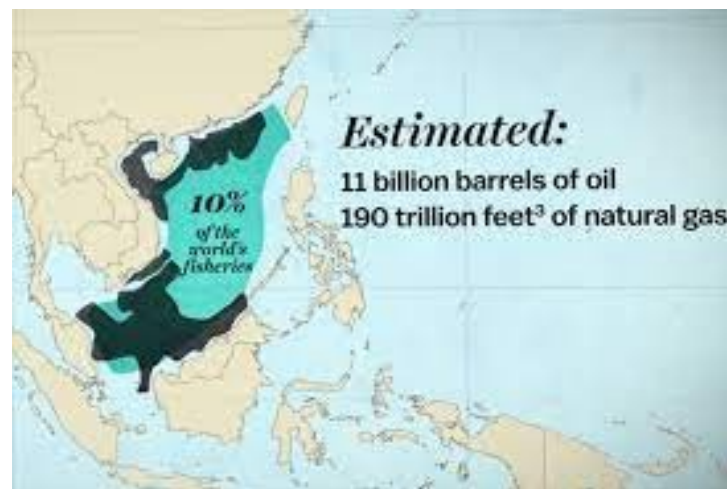 10%
of the
world's
fisheries
Estimated:
11 billion barrels of oil
190 trillion feet³ of natural gas